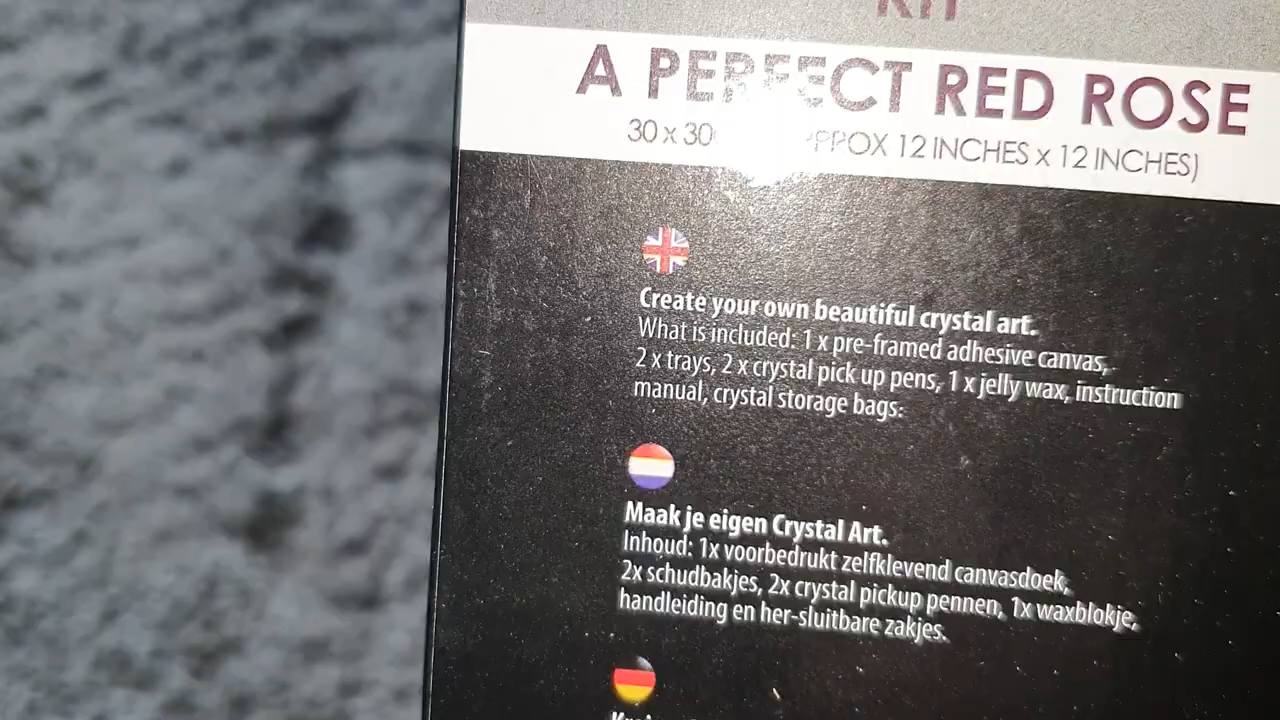 KIT
A PERFECT RED ROSE
30 x 30 APPROX 12 INCHES x 12 INCHES)
Create your own beautiful crystal art.
What is included: 1 x pre-framed adhesive canvas,
2 x trays, 2 x crystal pick up pens, 1 x jelly wax, instruction
manual, crystal storage bags.
Maak je eigen Crystal Art.
Inhoud: 1x voorbedrukt zelfklevend canvasdoek,
2x schudbakjes, 2x crystal pickup pennen, 1x waxblokje,
handleiding en her-sluitbare zakjes.